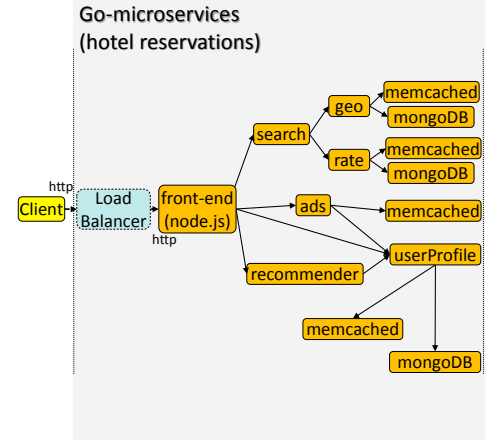 Go-microservices
(hotel reservations)
memcached
geo
mongoDB
search
memcached
rate
mongoDB
http
Client
Load
Balancer
front-end
(node.js)
http
ads
memcached
userProfile
recommender
memcached
mongoDB